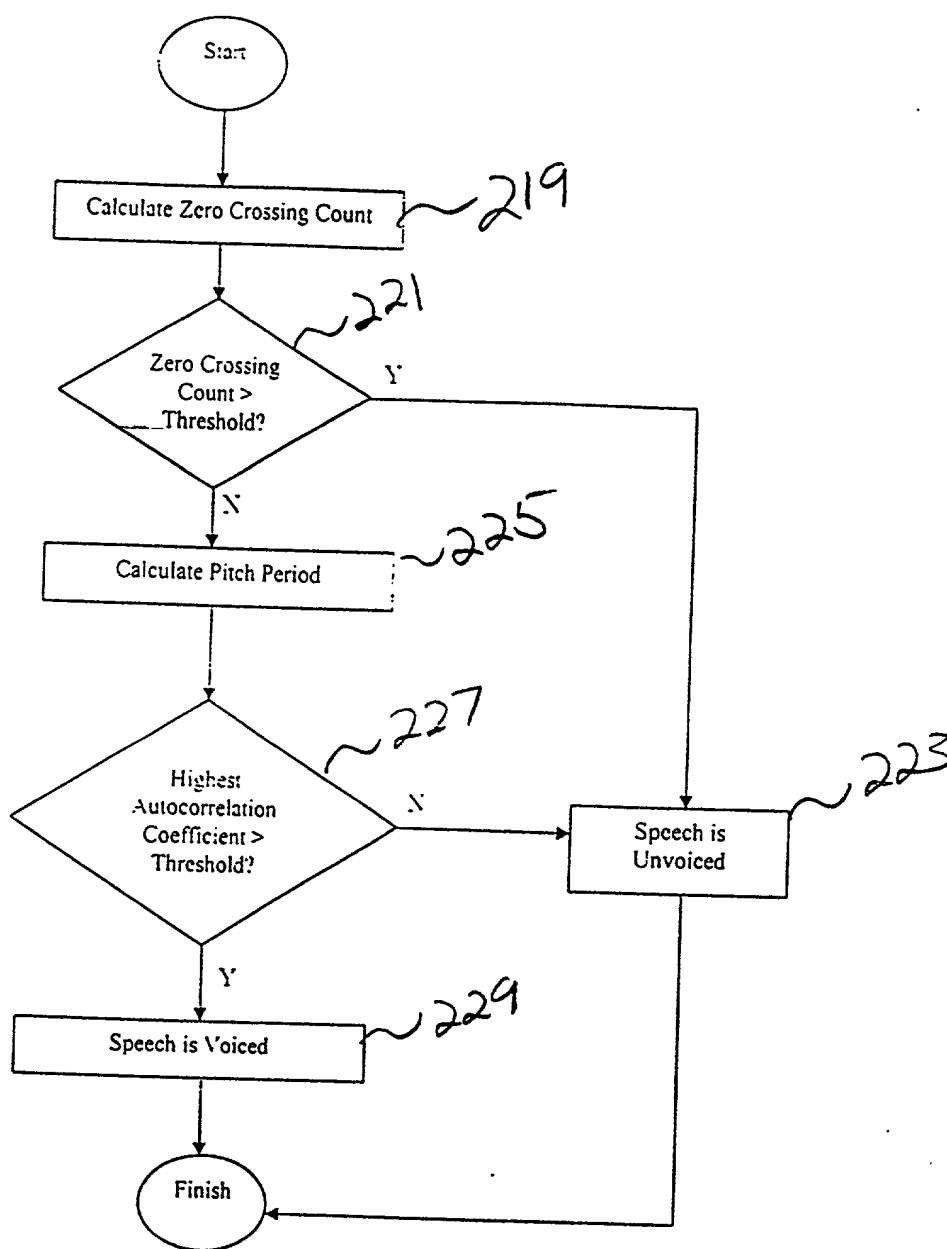 Start
Calculate Zero Crossing Count
219
221
Zero Crossing
Count >
Threshold?
Y
N
225
Calculate Pitch Period
227
Highest
Autocorrelation
Coefficient >
Threshold?
N
223
Speech is
Unvoiced
Y
229
Speech is Voiced
Finish